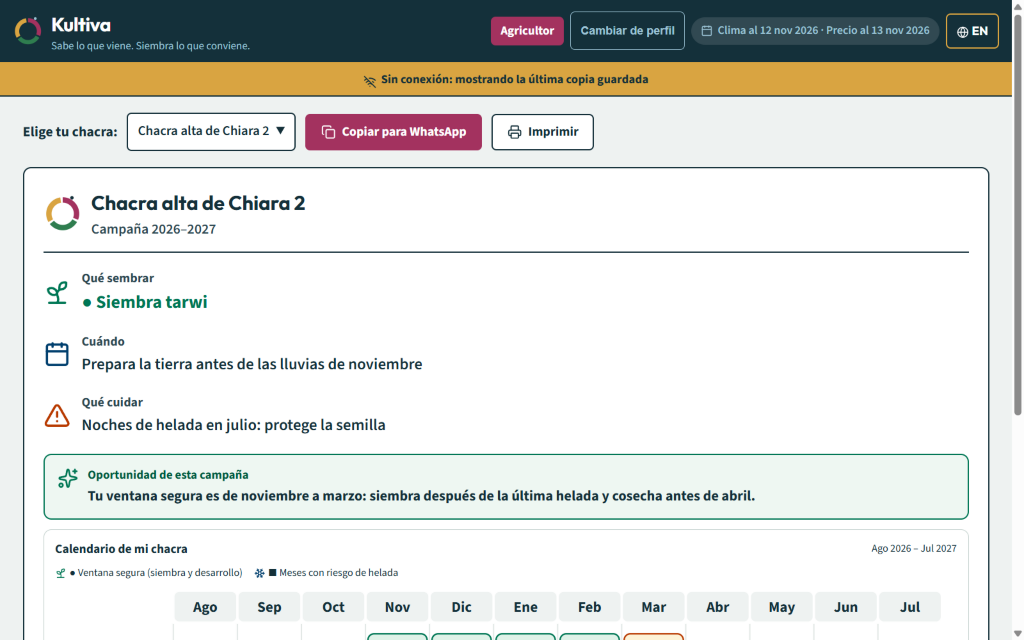 Kultiva
Sabe lo que viene. Siembra lo que conviene.
Agricultor
Cambiar de perfil
Clima al 12 nov 2026 · Precio al 13 nov 2026
EN
Sin conexión: mostrando la última copia guardada
Elige tu chacra:
Chacra alta de Chiara 2 ▼
Copiar para WhatsApp
Imprimir
Chacra alta de Chiara 2
Campaña 2026–2027
Qué sembrar
● Siembra tarwi
Cuándo
Prepara la tierra antes de las lluvias de noviembre
Qué cuidar
Noches de helada en julio: protege la semilla
Oportunidad de esta campaña
Tu ventana segura es de noviembre a marzo: siembra después de la última helada y cosecha antes de abril.
Calendario de mi chacra
Ago 2026 – Jul 2027
● Ventana segura (siembra y desarrollo)
■ Meses con riesgo de helada
Ago Sep Oct Nov Dic Ene Feb Mar Abr May Jun Jul